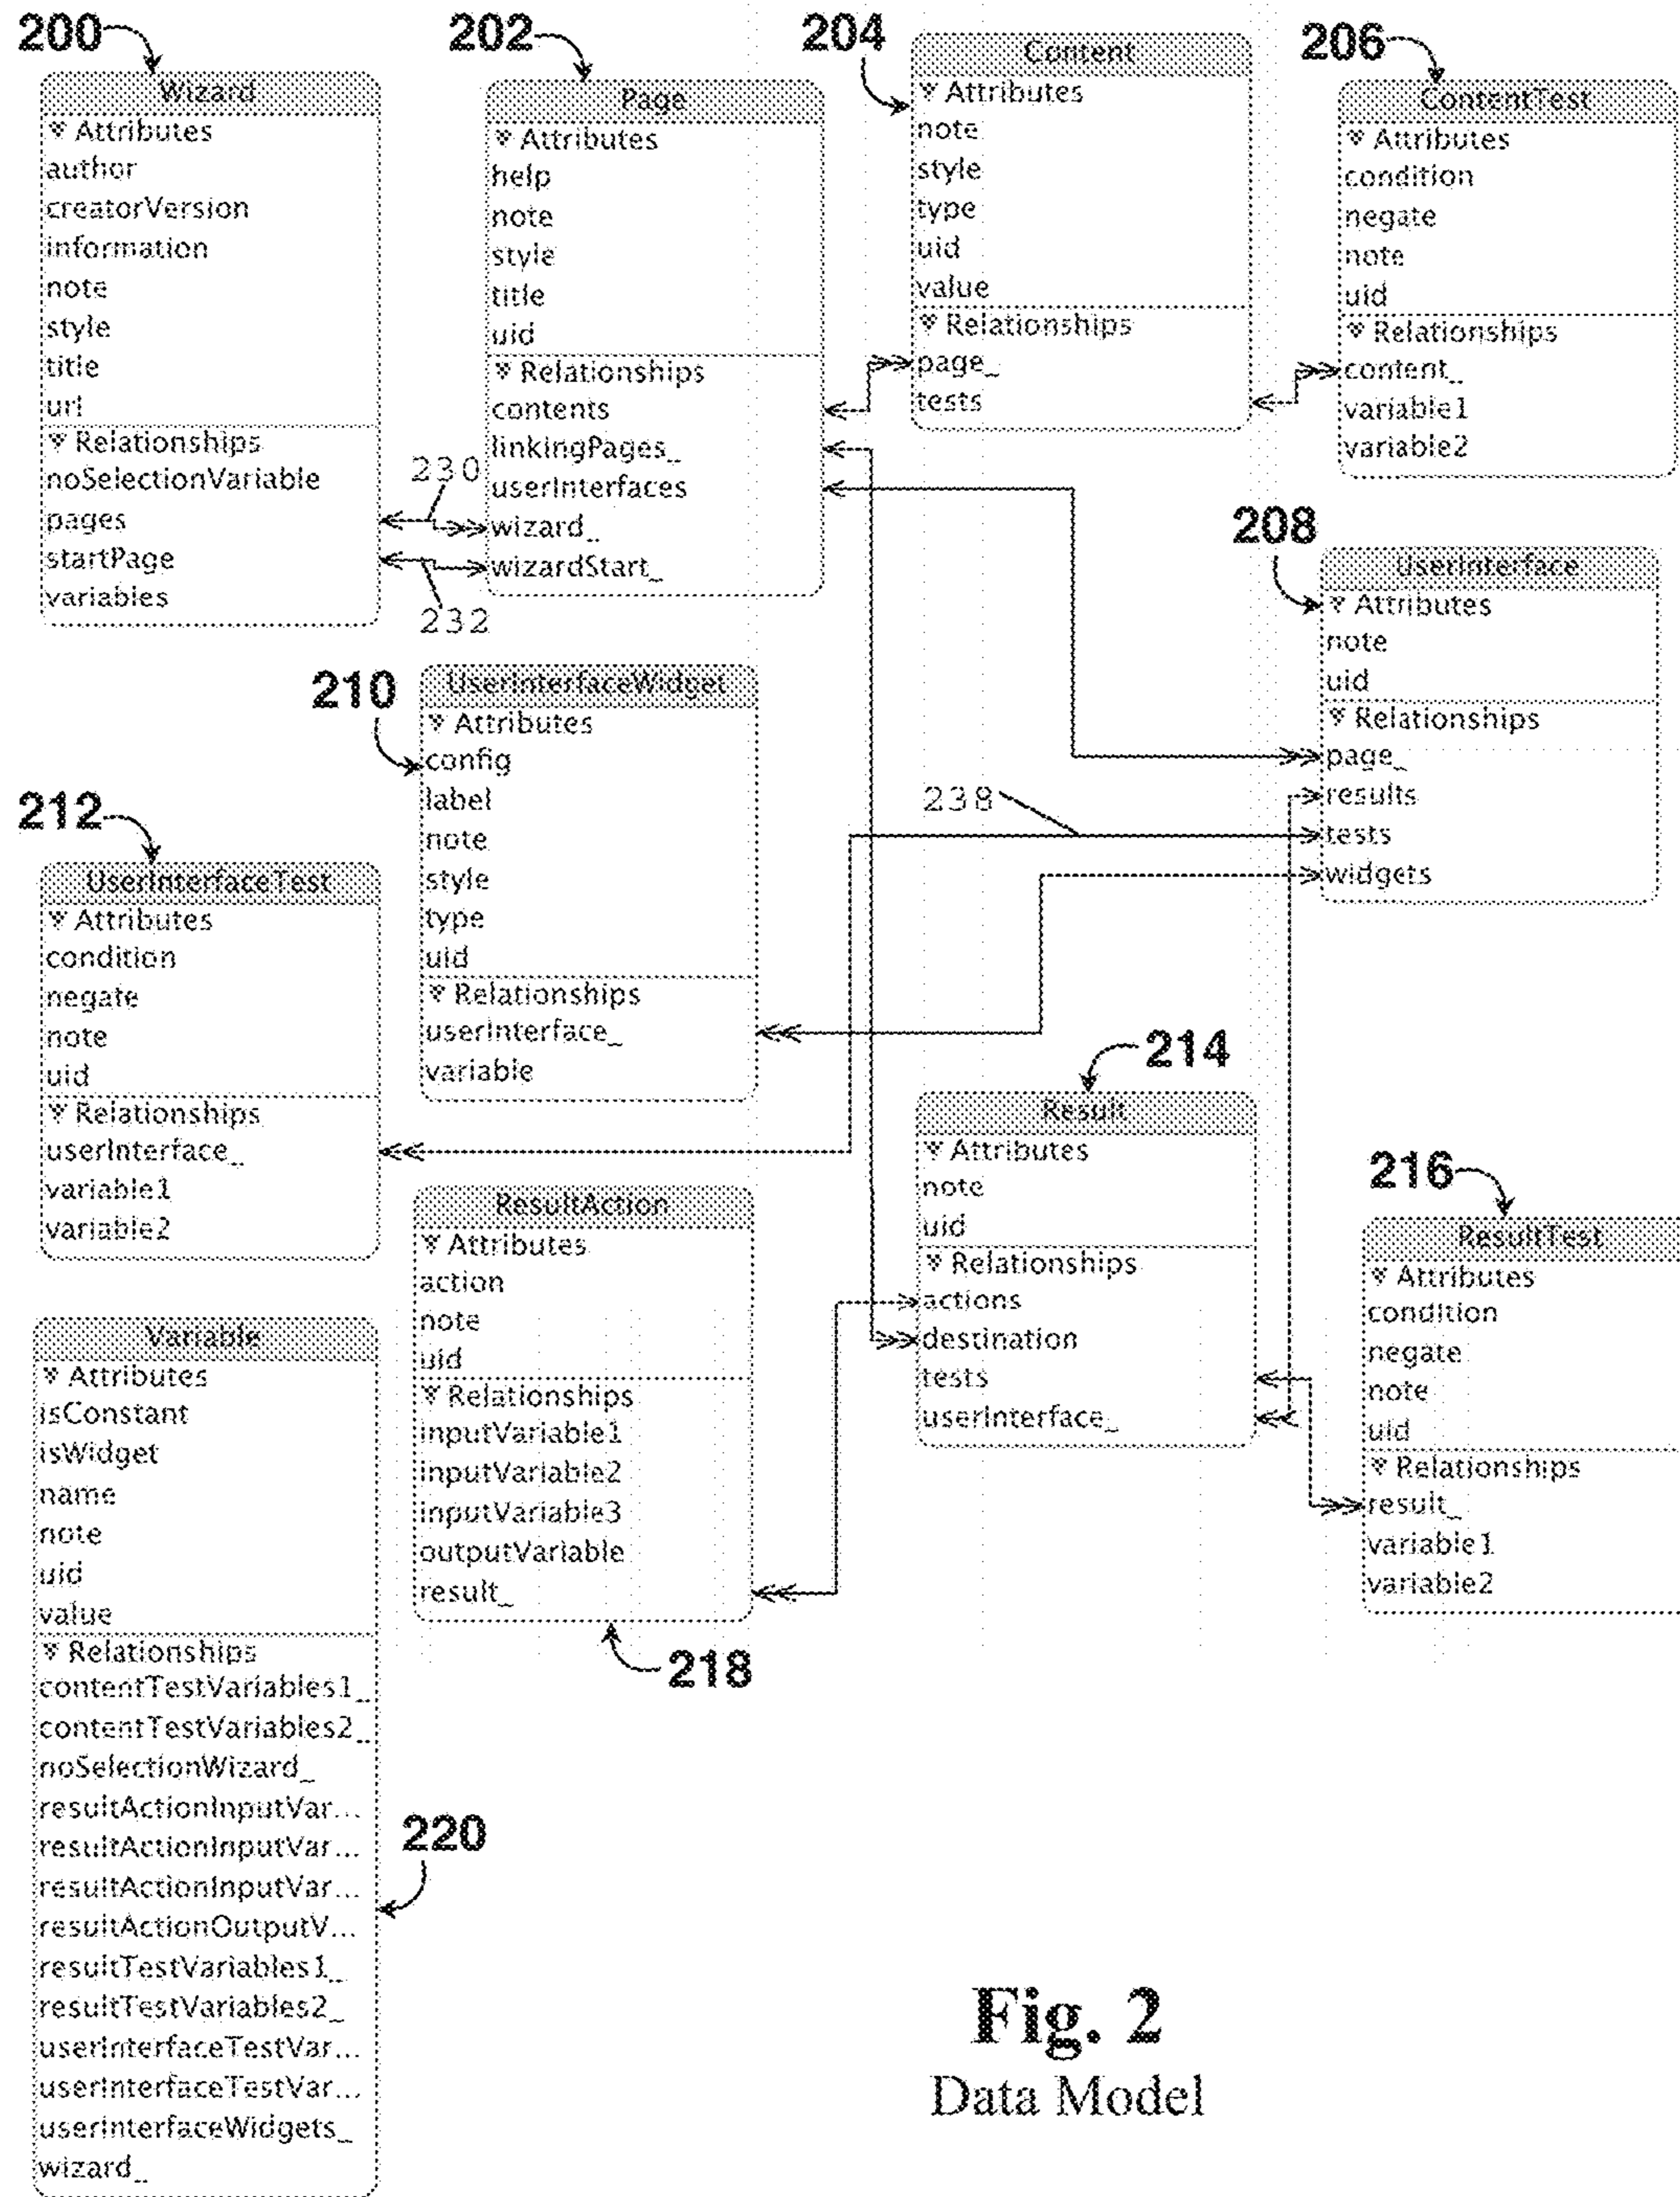 200
Wizard
Attributes
author
creatorVersion
information
note
style
title
url
Relationships
noSelectionVariable
pages
startPage
variables
202
Page
Attributes
help
note
style
title
uid
Relationships
contents
linkingPages_
userInterfaces
wizard_
wizardStart_
230
232
204
Content
Attributes
note
style
type
uid
value
Relationships
page_
tests
206
ContentTest
Attributes
condition
negate
note
uid
Relationships
content_
variable1
variable2
208
UserInterface
Attributes
note
uid
Relationships
page_
results
tests
widgets
210
UserInterfaceWidget
Attributes
config
label
note
style
type
uid
Relationships
userInterface_
variable
238
212
UserInterfaceTest
Attributes
condition
negate
note
uid
Relationships
userInterface_
variable1
variable2
214
Result
Attributes
note
uid
Relationships
actions
destination
tests
userInterface_
216
ResultTest
Attributes
condition
negate
note
uid
Relationships
result_
variable1
variable2
ResultAction
Attributes
action
note
uid
Relationships
inputVariable1
inputVariable2
inputVariable3
outputVariable
result_
218
Variable
Attributes
isConstant
isWidget
name
note
uid
value
Relationships
contentTestVariables1_
contentTestVariables2_
noSelectionWizard_
resultActionInputVar...
resultActionInputVar...
resultActionInputVar...
resultActionOutputV...
resultTestVariables1_
resultTestVariables2_
userInterfaceTestVar...
userInterfaceTestVar...
userInterfaceWidgets_
wizard_
220
Fig. 2
Data Model